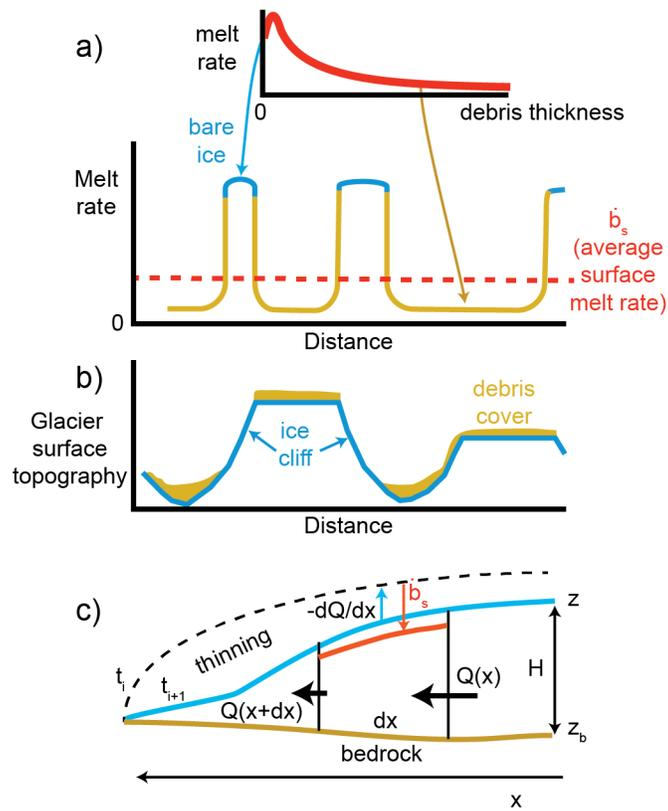 a)
melt
rate
0
debris thickness
bare
ice
Melt
rate
ḃs
(average
surface
melt rate)
0
Distance
b)
Glacier
surface
topography
ice
cliff
debris
cover
Distance
c)
-dQ/dx
ḃs
z
thinning
ti
ti+1
Q(x+dx)
Q(x)
H
dx
zb
bedrock
x